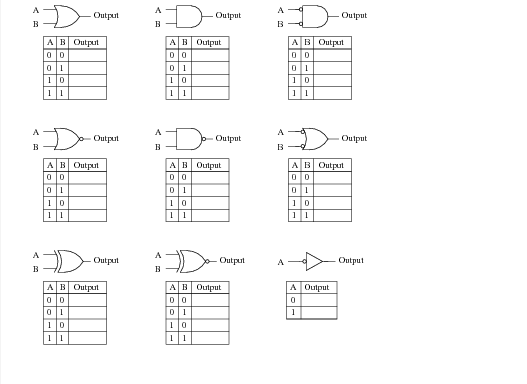 A Output A Output A Output
B B B
A B Output A B Output A B Output
0 0 0 0 0 0
0 1 0 1 0 1
1 0 1 0 1 0
1 1 1 1 1 1
A Output A Output A Output
B B B
A B Output A B Output A B Output
0 0 0 0 0 0
0 1 0 1 0 1
1 0 1 0 1 0
1 1 1 1 1 1
A Output A Output A Output
B B
A B Output A B Output A Output
0 0 0 0 0
0 1 0 1 1
1 0 1 0
1 1 1 1